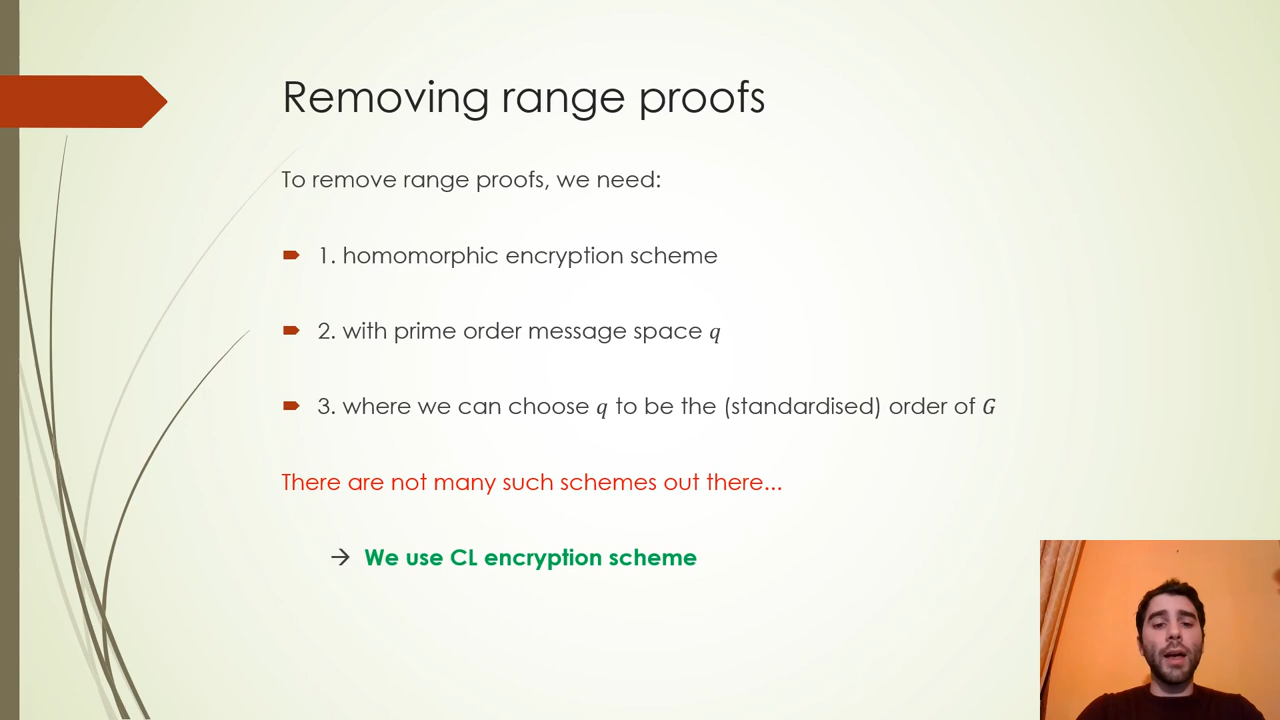 Removing range proofs
To remove range proofs, we need:
1. homomorphic encryption scheme
2. with prime order message space q
3. where we can choose q to be the (standardised) order of G
There are not many such schemes out there...
→ We use CL encryption scheme